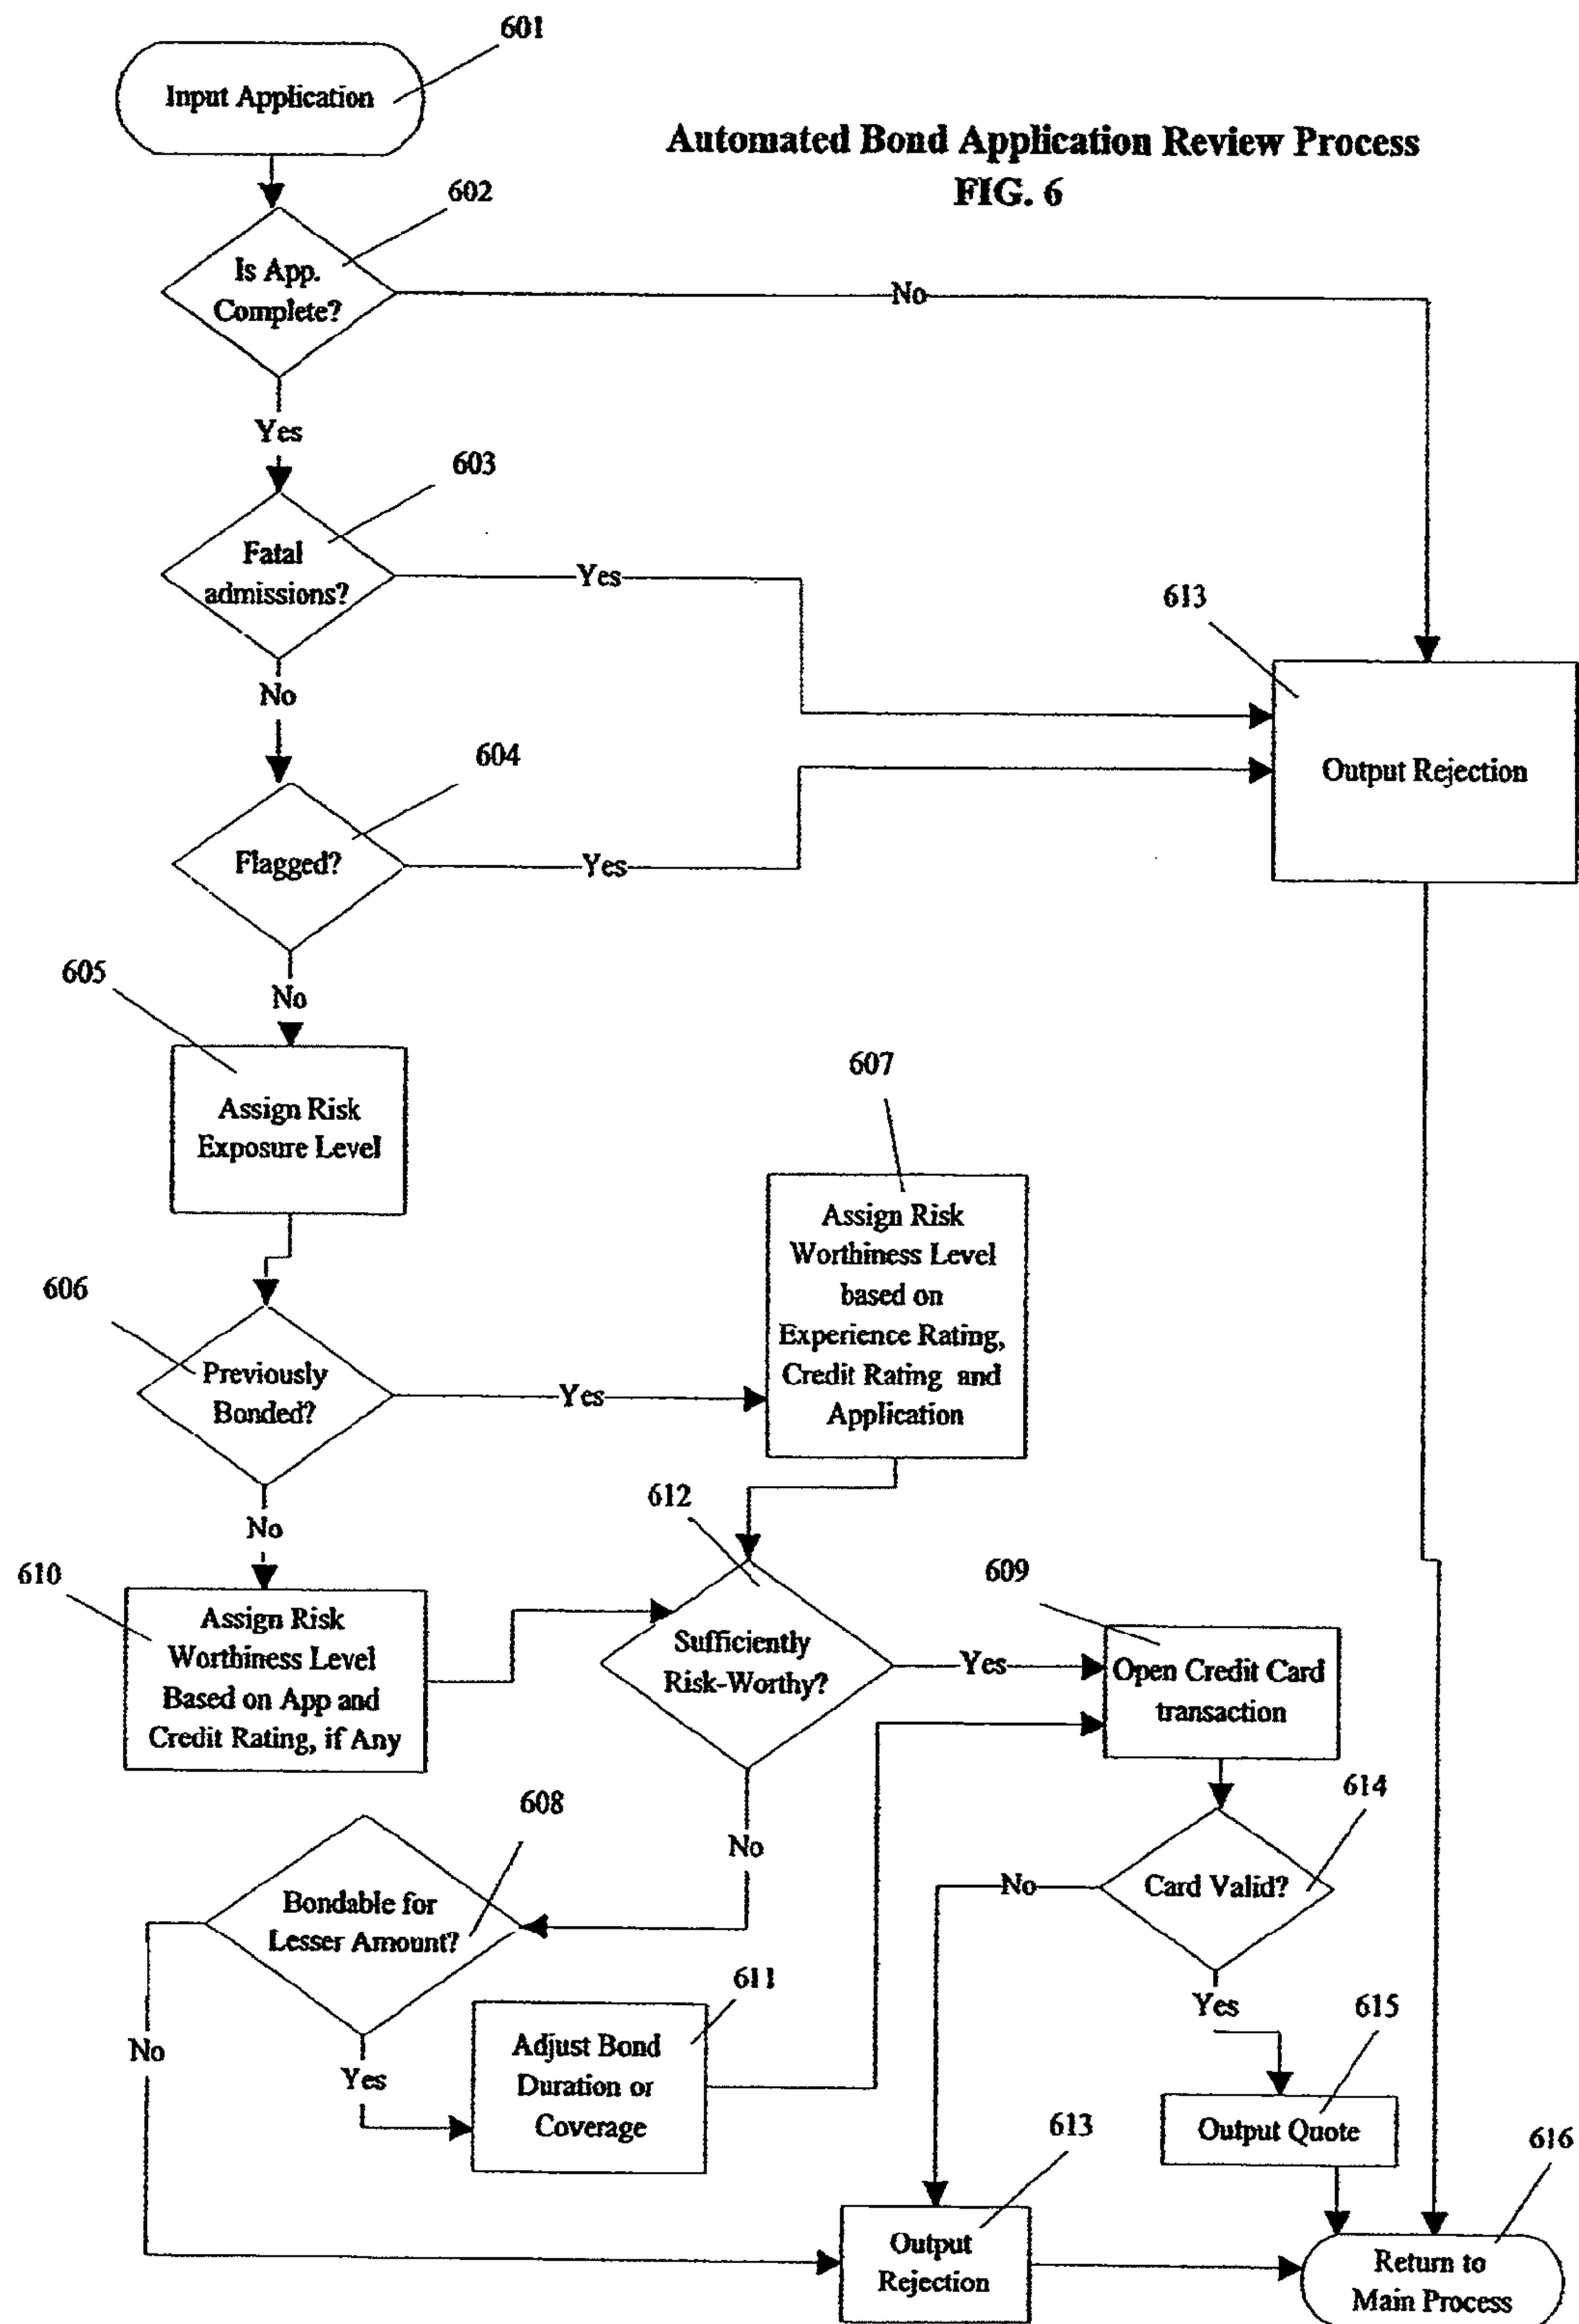 601
Input Application
Automated Bond Application Review Process
FIG. 6
602
Is App.
Complete?
No
Yes
603
Fatal
admissions?
Yes
613
No
Output Rejection
604
Flagged?
Yes
605
No
Assign Risk
Exposure Level
607
Assign Risk
Worthiness Level
based on
Experience Rating,
Credit Rating and
Application
606
Previously
Bonded?
Yes
612
No
609
610
Assign Risk
Worthiness Level
Based on App and
Credit Rating, if Any
Sufficiently
Risk-Worthy?
Yes
Open Credit Card
transaction
614
608
No
Bondable for
Lesser Amount?
No
Card Valid?
611
Yes
615
No
Yes
Adjust Bond
Duration or
Coverage
613
Output Quote
616
Output
Rejection
Return to
Main Process